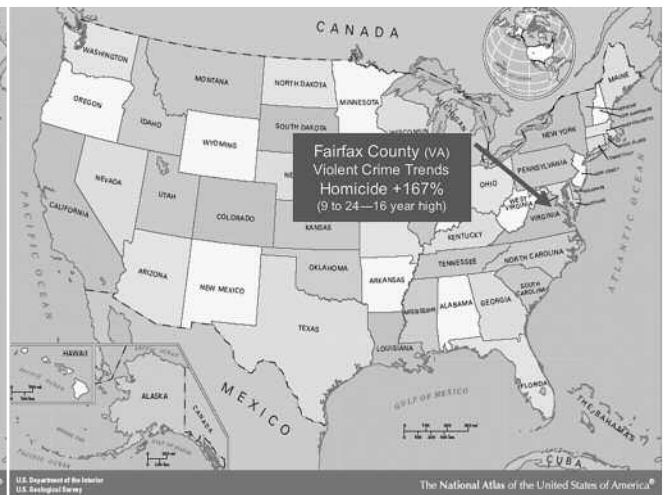 CANADA
WASHINGTON
MONTANA
NORTH DAKOTA
MINNESOTA
MAINE
OREGON
IDAHO
WYOMING
SOUTH DAKOTA
WISCONSIN
MICHIGAN
NEW YORK
Fairfax County (VA)
Violent Crime Trends
Homicide +167%
(9 to 24—16 year high)
PENNSYLVANIA
OHIO
NEVADA
UTAH
COLORADO
KANSAS
WEST
VIRGINIA
VIRGINIA
CALIFORNIA
KENTUCKY
NORTH CAROLINA
TENNESSEE
SOUTH
CAROLINA
ARIZONA
NEW MEXICO
OKLAHOMA
ARKANSAS
MISSISSIPPI
ALABAMA
GEORGIA
TEXAS
LOUISIANA
FLORIDA
PACIFIC OCEAN
ATLANTIC OCEAN
HAWAII
ALASKA
CANADA
MEXICO
GULF OF MEXICO
THE BAHAMAS
CUBA
U.S. Department of the Interior
U.S. Geological Survey
The National Atlas of the United States of America®